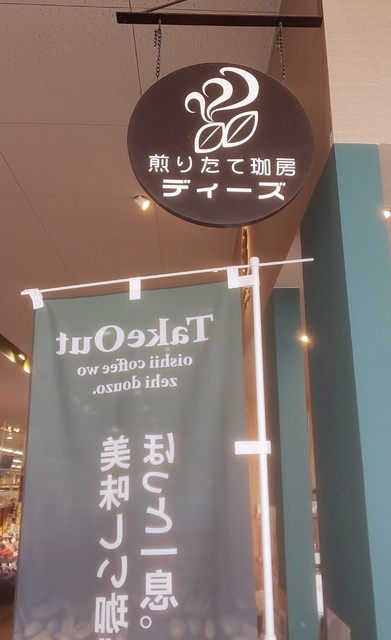 煎りたて珈房
ディーズ
TakeOut
oishii coffee wo
zehi douzo.
ほっと一息。
美味しい珈